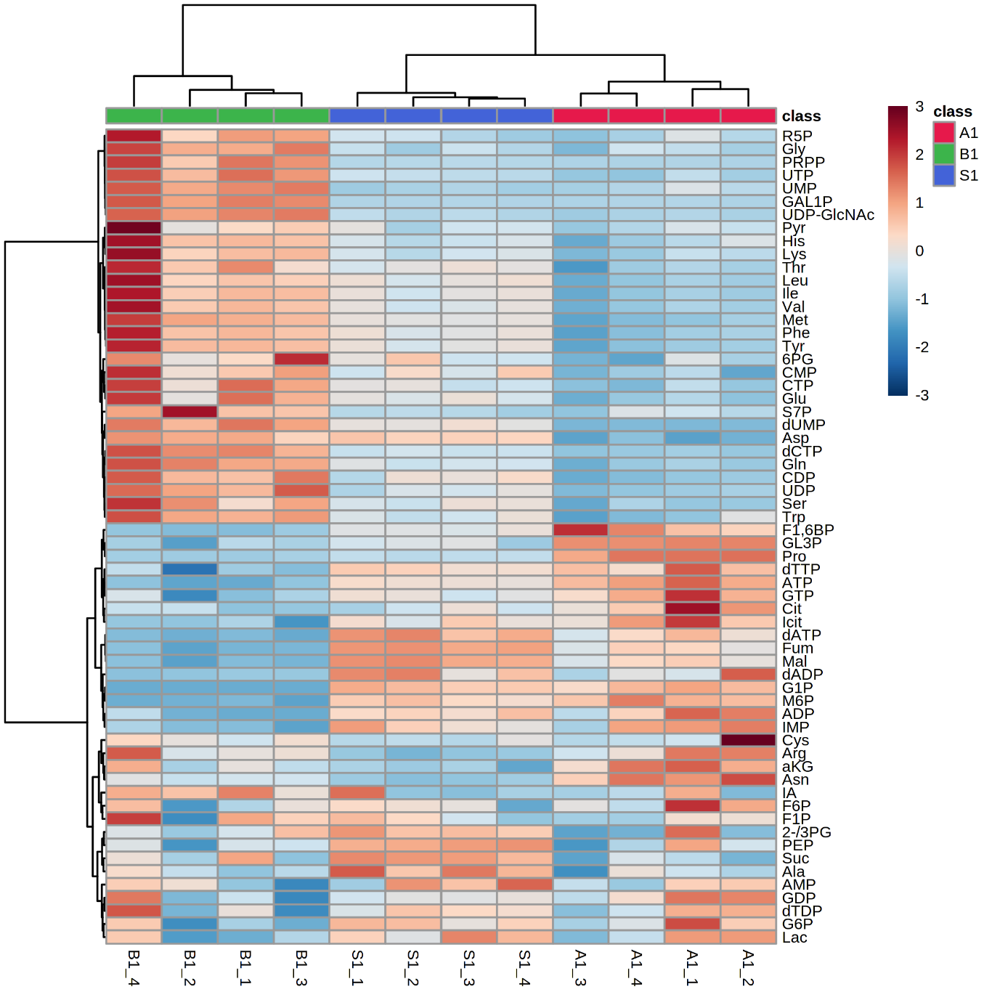 class
R5P
Gly
PRPP
UTP
UMP
GAL1P
UDP-GlcNAc
Pyr
His
Lys
Thr
Leu
Ile
Val
Met
Phe
Tyr
6PG
CMP
CTP
Glu
S7P
dUMP
Asp
dCTP
Gln
CDP
UDP
Ser
Trp
F1,6BP
GL3P
Pro
dTTP
ATP
GTP
Cit
Icit
dATP
Fum
Mal
dADP
G1P
M6P
ADP
IMP
Cys
Arg
aKG
Asn
IA
F6P
F1P
2-/3PG
PEP
Suc
Ala
AMP
GDP
dTDP
G6P
Lac
B1_4
B1_2
B1_1
B1_3
S1_1
S1_2
S1_3
S1_4
A1_3
A1_4
A1_1
A1_2
3
2
1
0
-1
-2
-3
class
A1
B1
S1